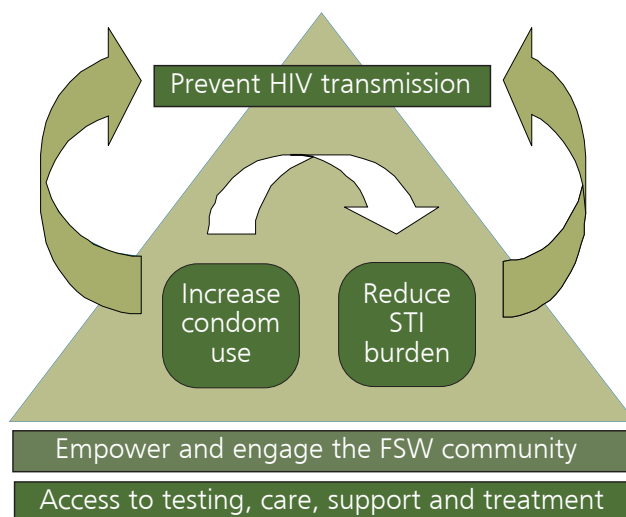 Prevent HIV transmission
Increase
condom
use
Reduce
STI
burden
Empower and engage the FSW community
Access to testing, care, support and treatment